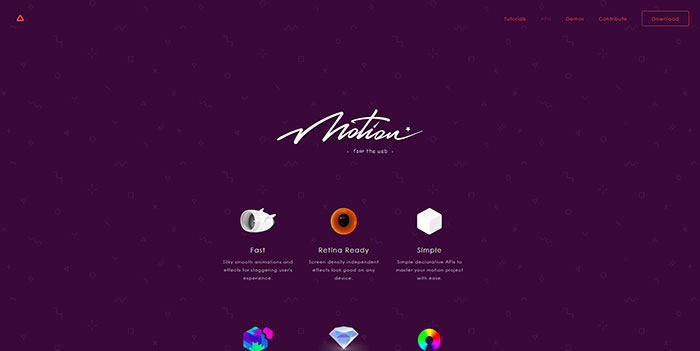 Tutorials
APIs
Demos
Contribute
Download
Motion
for the web
Fast
Retina Ready
Simple
Silky smooth animations and
effects for staggering user's
experience.
Screen density independent
effects look good on any
device.
Simple declarative APIs to
master your motion project
with ease.